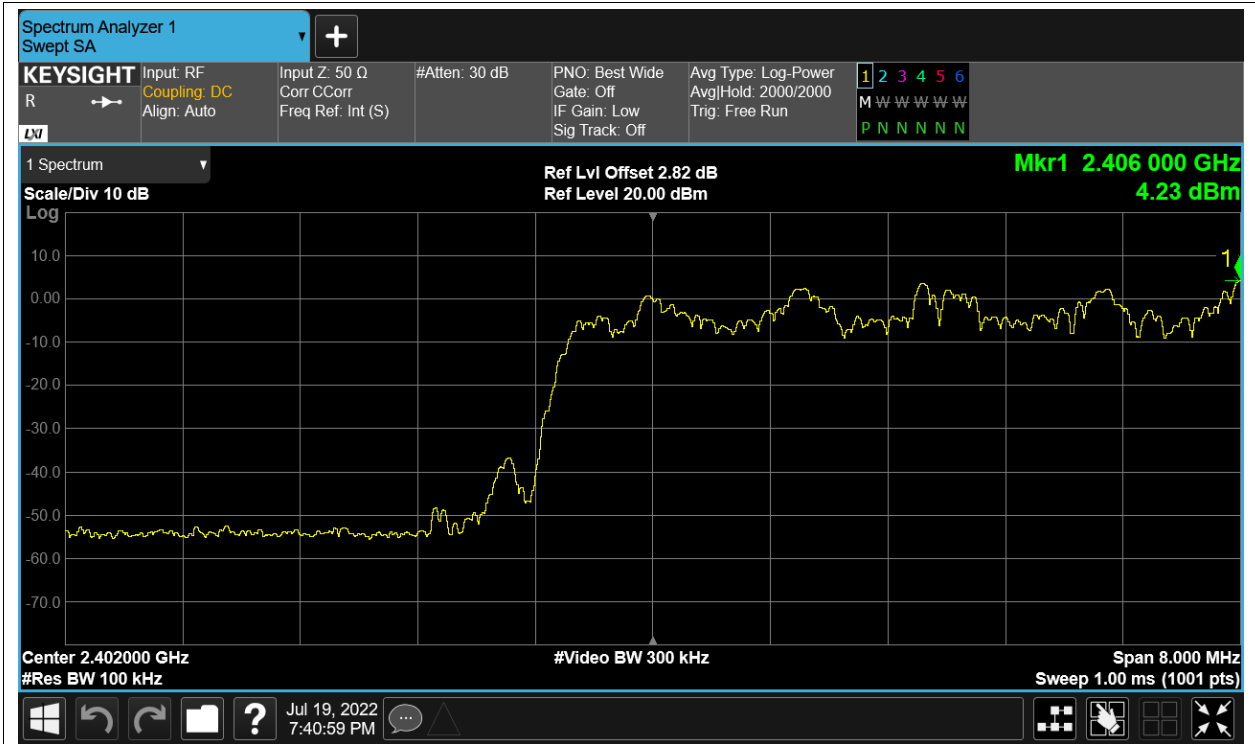 Spectrum Analyzer 1
Swept SA
+
KEYSIGHT
R
LXI
Input: RF
Coupling: DC
Align: Auto
Input Z: 50 Ω
Corr CCorr
Freq Ref: Int (S)
#Atten: 30 dB
PNO: Best Wide
Gate: Off
IF Gain: Low
Sig Track: Off
Avg Type: Log-Power
Avg|Hold: 2000/2000
Trig: Free Run
1 2 3 4 5 6
M W W W W W
P N N N N N
1 Spectrum
Scale/Div 10 dB
Log
Ref Lvl Offset 2.82 dB
Ref Level 20.00 dBm
Mkr1 2.406 000 GHz
4.23 dBm
1
10.0
0.00
-10.0
-20.0
-30.0
-40.0
-50.0
-60.0
-70.0
Center 2.402000 GHz
#Res BW 100 kHz
#Video BW 300 kHz
Span 8.000 MHz
Sweep 1.00 ms (1001 pts)
?
Jul 19, 2022
7:40:59 PM